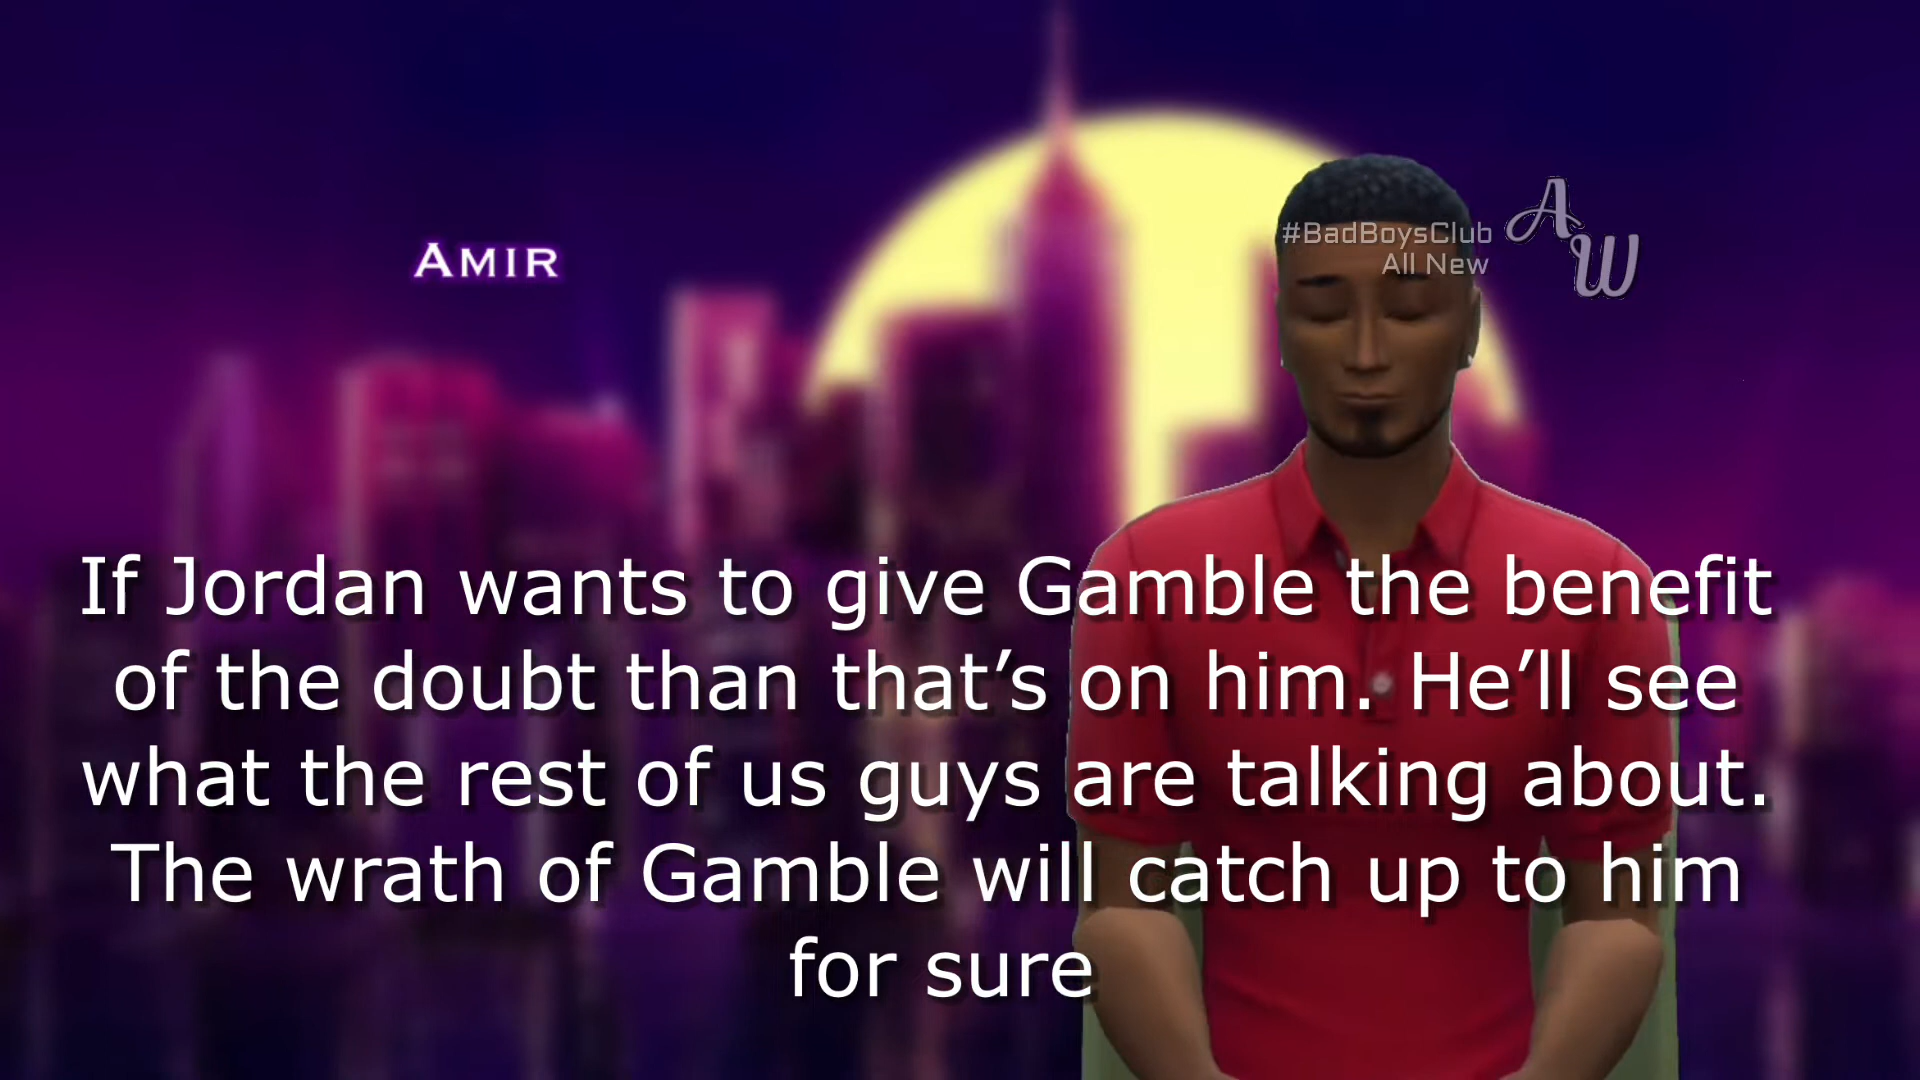 AMIR
#BadBoysClub
All New
AW
If Jordan wants to give Gamble the benefit
of the doubt than that’s on him. He’ll see
what the rest of us guys are talking about.
The wrath of Gamble will catch up to him
for sure